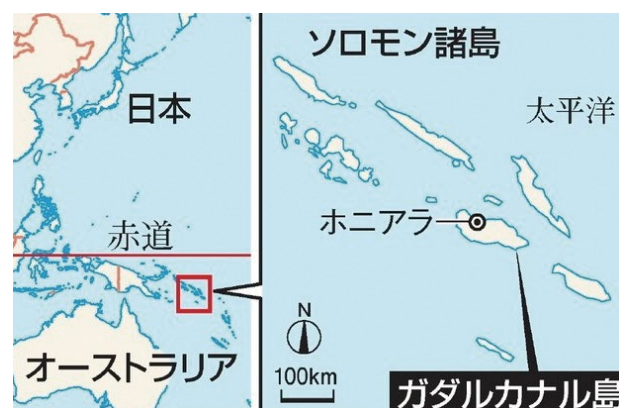 日本
赤道
オーストラリア
ソロモン諸島
太平洋
ホニアラ
N
100km
ガダルカナル島